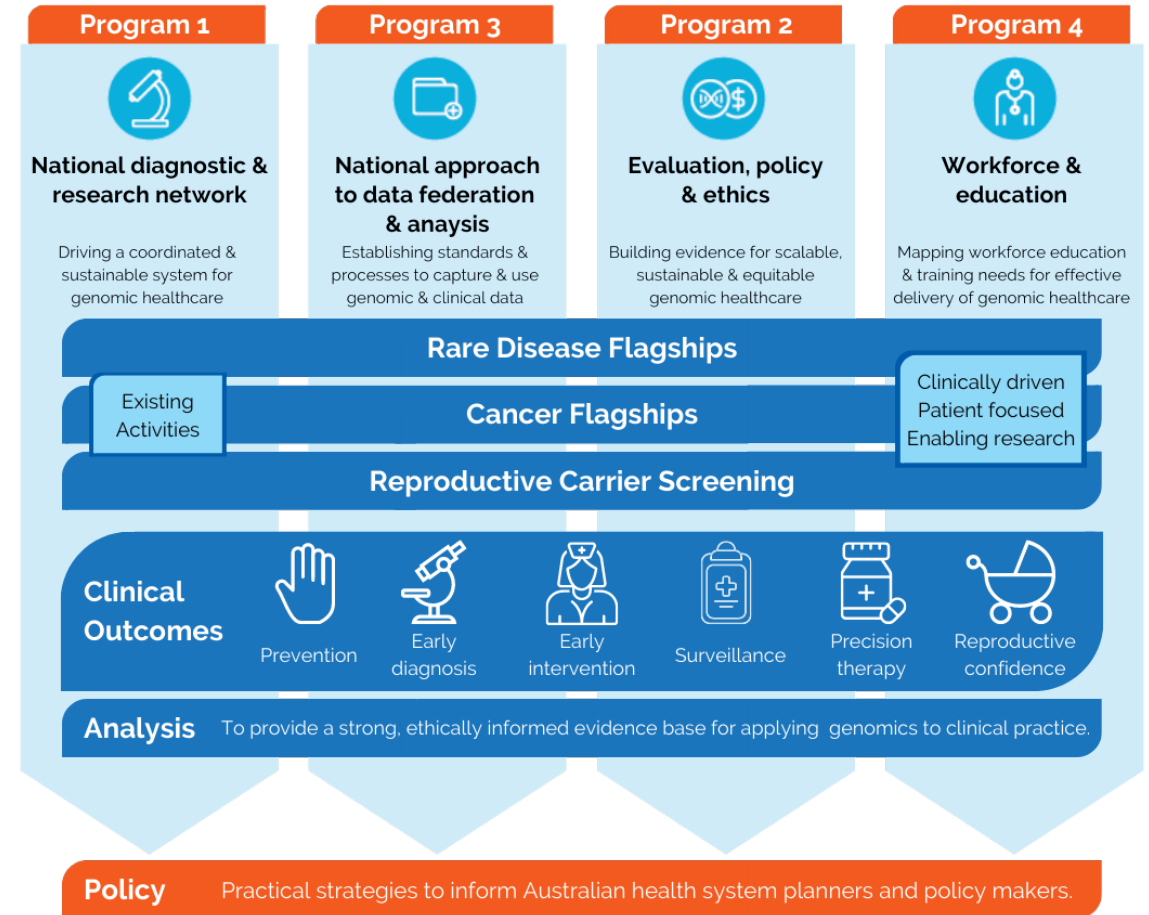 Program 1
Program 3
Program 2
Program 4
National diagnostic &
research network
Driving a coordinated &
sustainable system for
genomic healthcare
National approach
to data federation
& anaysis
Establishing standards &
processes to capture & use
genomic & clinical data
Evaluation, policy
& ethics
Building evidence for scalable,
sustainable & equitable
genomic healthcare
Workforce &
education
Mapping workforce education
& training needs for effective
delivery of genomic healthcare
Rare Disease Flagships
Existing
Activities
Cancer Flagships
Clinically driven
Patient focused
Enabling research
Reproductive Carrier Screening
Clinical
Outcomes
Prevention
Early
diagnosis
Early
intervention
Surveillance
Precision
therapy
Reproductive
confidence
Analysis To provide a strong, ethically informed evidence base for applying genomics to clinical practice.
Policy Practical strategies to inform Australian health system planners and policy makers.